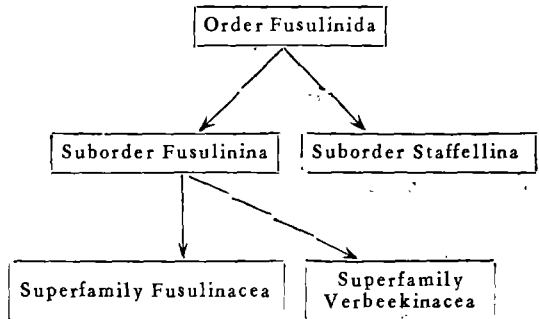 Order Fusulinida
Suborder Fusulinina
Suborder Staffellina
Superfamily Fusulinacea
Superfamily
Verbeekinacea